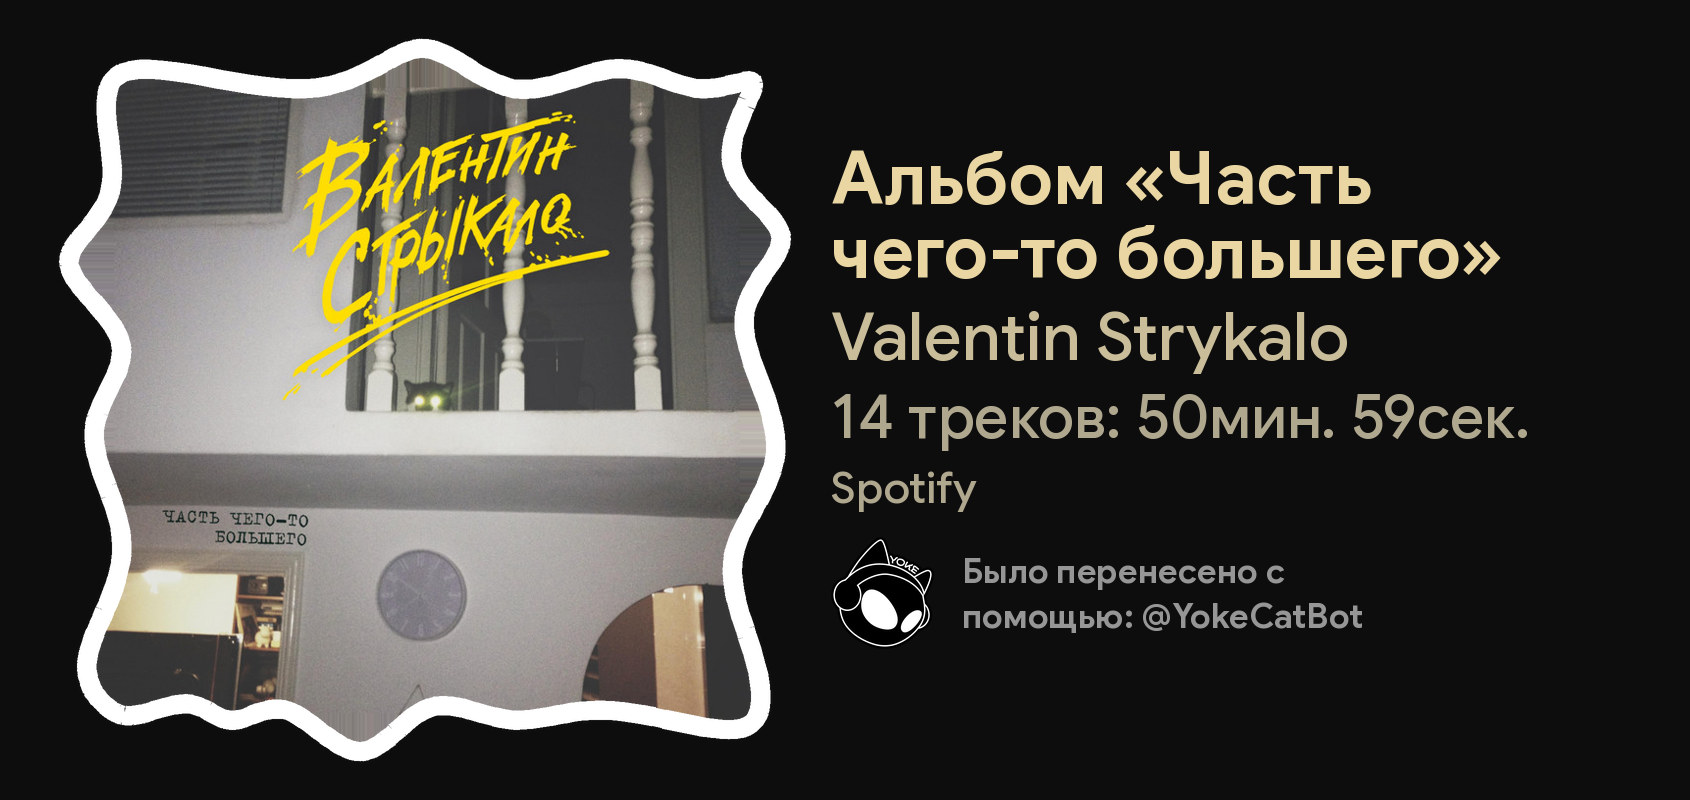 ВАЛЕНТИН
СТРЫКАЛО
ЧАСТЬ ЧЕГО-ТО
БОЛЬШЕГО
Альбом «Часть
чего-то большего»
Valentin Strykalo
14 треков: 50мин. 59сек.
Spotify
YOKE
Было перенесено с
помощью: @YokeCatBot